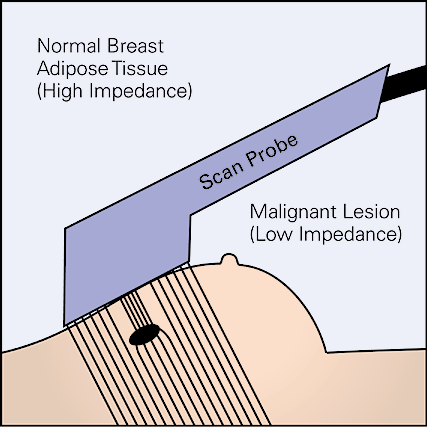 Normal Breast
Adipose Tissue
(High Impedance)
Scan Probe
Malignant Lesion
(Low Impedance)